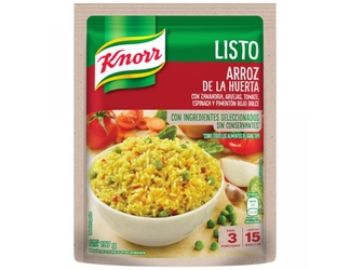 Knorr
LISTO
ARROZ
DE LA HUERTA
CON ZANAHORIA, ARVEJAS, TOMATE,
ESPINACA Y PIMENTÓN ROJO DULCE
CON INGREDIENTES SELECCIONADOS
SIN CONSERVANTES*
3
15